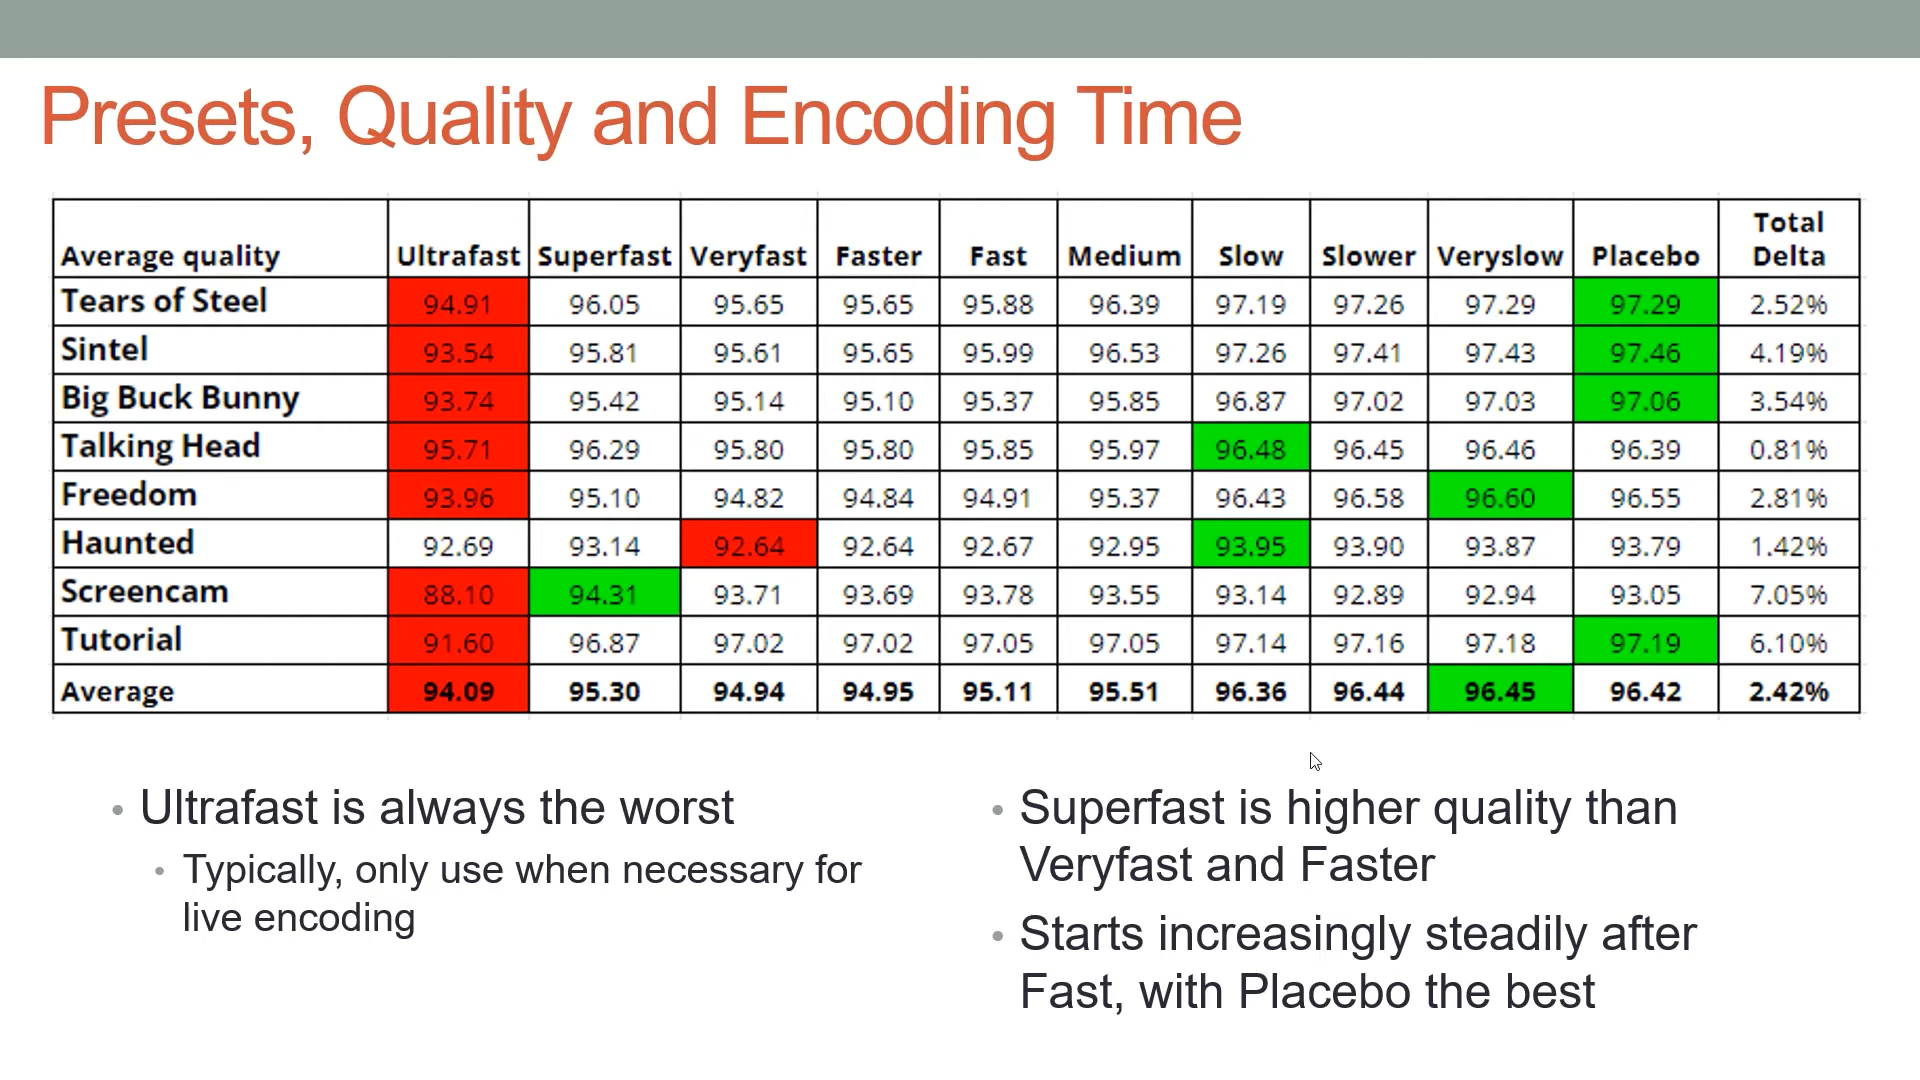 Presets, Quality and Encoding Time
Average quality Ultrafast Superfast Veryfast Faster Fast Medium Slow Slower Veryslow Placebo Total Delta
Tears of Steel 94.91 96.05 95.65 95.65 95.88 96.39 97.19 97.26 97.29 97.29 2.52%
Sintel 93.54 95.81 95.61 95.65 95.99 96.53 97.26 97.41 97.43 97.46 4.19%
Big Buck Bunny 93.74 95.42 95.14 95.10 95.37 95.85 96.87 97.02 97.03 97.06 3.54%
Talking Head 95.71 96.29 95.80 95.80 95.85 95.97 96.48 96.45 96.46 96.39 0.81%
Freedom 93.96 95.10 94.82 94.84 94.91 95.37 96.43 96.58 96.60 96.55 2.81%
Haunted 92.69 93.14 92.64 92.64 92.67 92.95 93.95 93.90 93.87 93.79 1.42%
Screencam 88.10 94.31 93.71 93.69 93.78 93.55 93.14 92.89 92.94 93.05 7.05%
Tutorial 91.60 96.87 97.02 97.02 97.05 97.05 97.14 97.16 97.18 97.19 6.10%
Average 94.09 95.30 94.94 94.95 95.11 95.51 96.36 96.44 96.45 96.42 2.42%
• Ultrafast is always the worst
• Typically, only use when necessary for
live encoding
• Superfast is higher quality than
Veryfast and Faster
• Starts increasingly steadily after
Fast, with Placebo the best